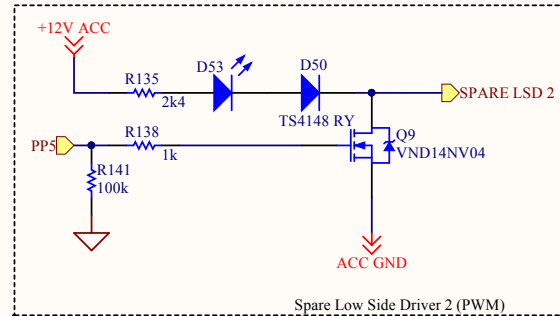 +12V ACC
D53
D50
R135
2k4
SPARE LSD 2
TS4148 RY
Q9
VND14NV04
PP5
R138
1k
R141
100k
ACC GND
Spare Low Side Driver 2 (PWM)